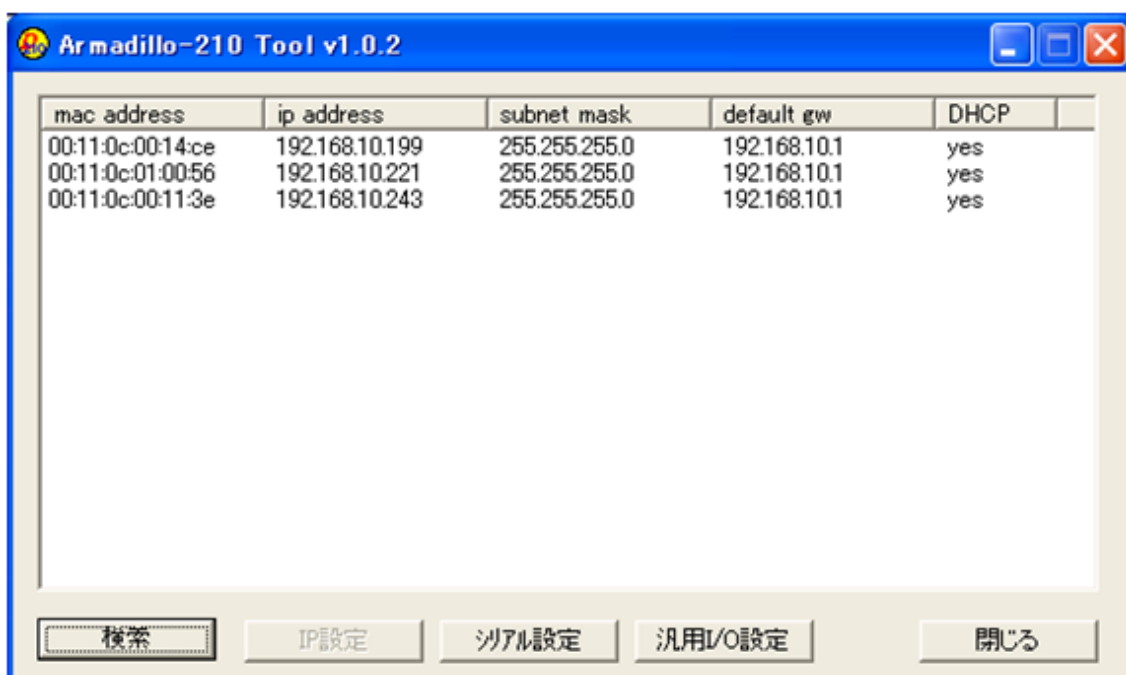 Armadillo-210 Tool v1.0.2
mac address ip address subnet mask default gw DHCP
00:11:0c:00:14:ce 192.168.10.199 255.255.255.0 192.168.10.1 yes
00:11:0c:01:00:56 192.168.10.221 255.255.255.0 192.168.10.1 yes
00:11:0c:00:11:3e 192.168.10.243 255.255.255.0 192.168.10.1 yes
検索 IP設定 シリアル設定 汎用I/O設定 閉じる